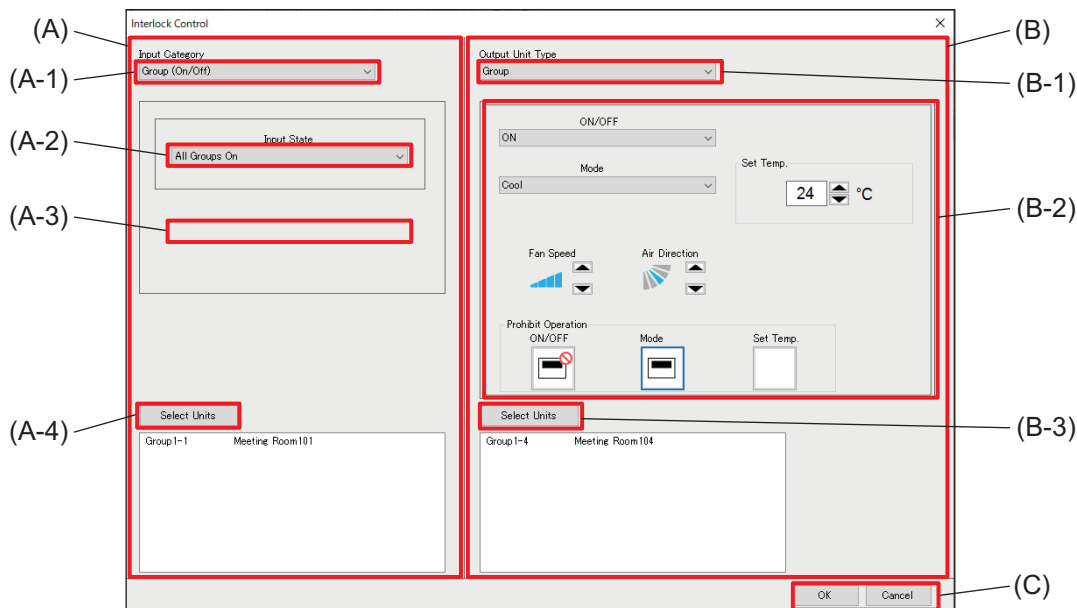 Interlock Control
(A)
(B)
Input Category
Output Unit Type
(A-1)
Group (On/Off)
Group
(B-1)
ON/OFF
ON
(A-2)
Input State
All Groups On
Mode
Cool
Set Temp.
24 °C
(B-2)
(A-3)
Fan Speed
Air Direction
Prohibit Operation
ON/OFF
Mode
Set Temp.
(A-4)
Select Units
Select Units
(B-3)
Group1-1 Meeting Room101
Group1-4 Meeting Room104
OK
Cancel
(C)